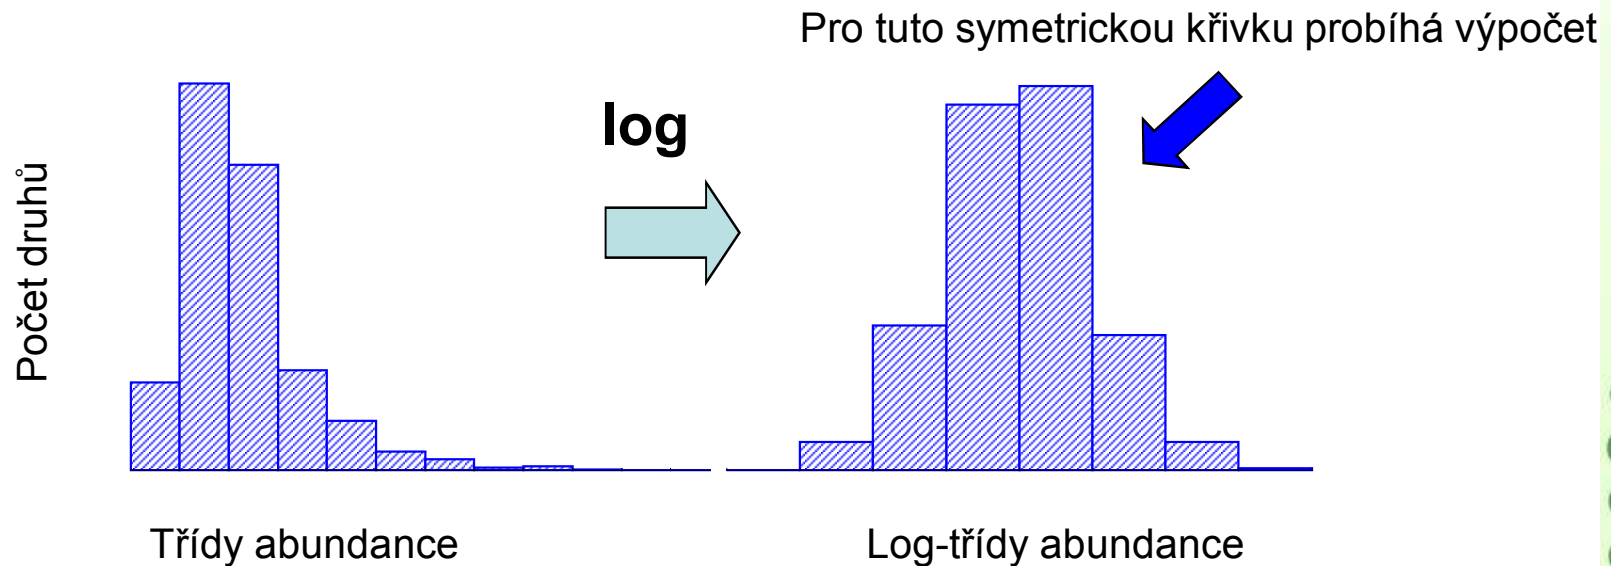 Pro tuto symetrickou křivku probíhá výpočet
log
Počet druhů
Třídy abundance
Log-třídy abundance